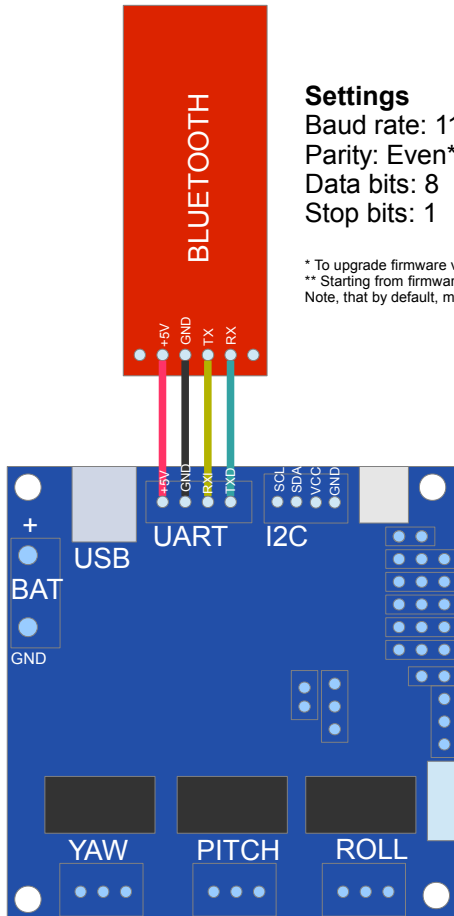 BLUETOOTH
Settings
Baud rate: 11
Parity: Even*
Data bits: 8
Stop bits: 1
* To upgrade firmware v
** Starting from firmwar
Note, that by default, m
+5V
GND
TX
RX
+5V
GND
RXI
TXD
SCL
SDA
VCC
GND
UART
I2C
USB
+
BAT
GND
YAW
PITCH
ROLL